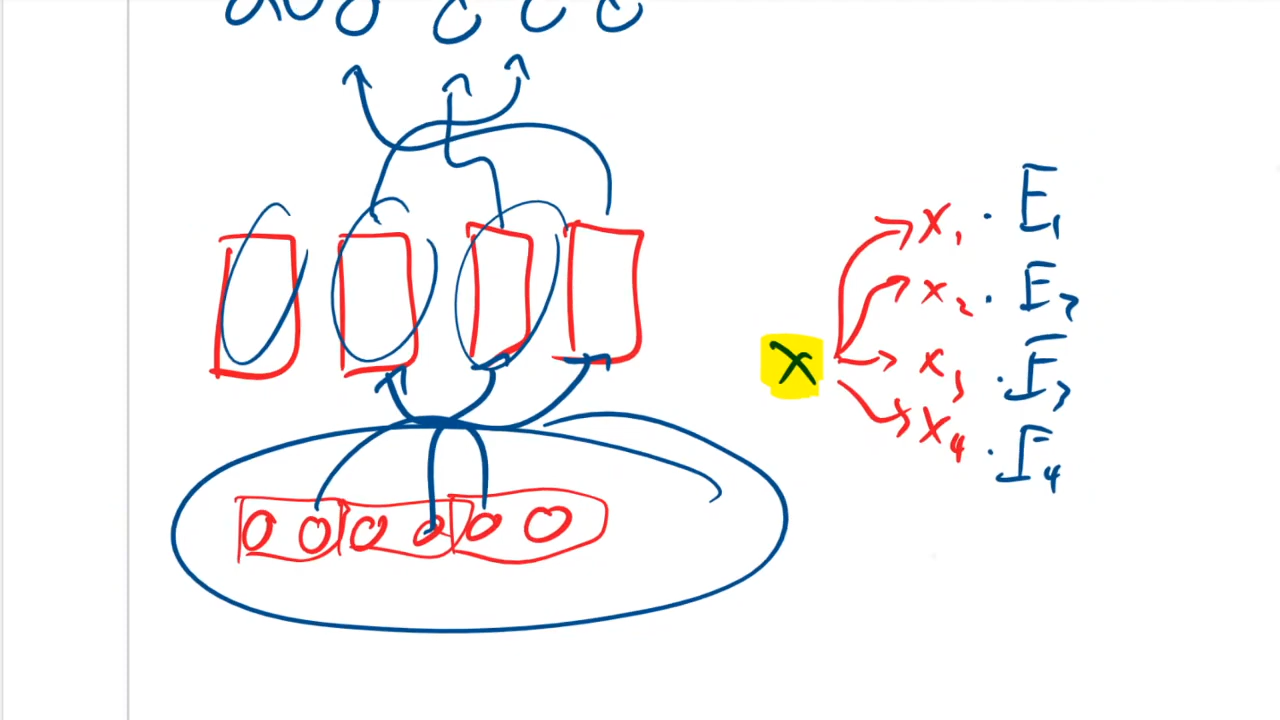 x₁ · E₁
x₂ · E₂
X
x₃ · E₃
x₄ · E₄